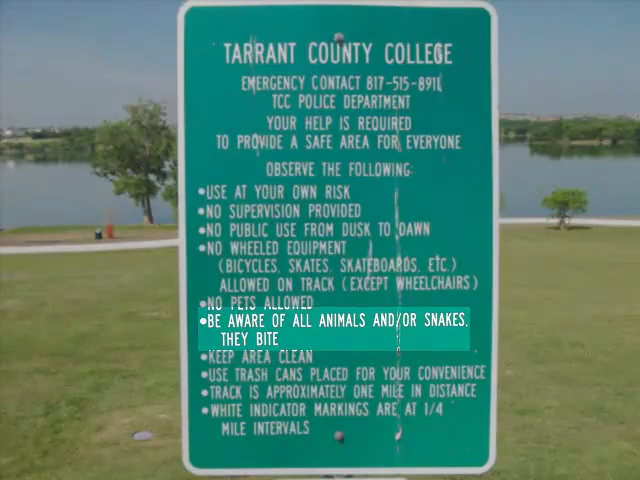 TARRANT COUNTY COLLEGE
EMERGENCY CONTACT 817-515-8911
TCC POLICE DEPARTMENT
YOUR HELP IS REQUIRED
TO PROVIDE A SAFE AREA FOR EVERYONE
OBSERVE THE FOLLOWING:
•USE AT YOUR OWN RISK
•NO SUPERVISION PROVIDED
•NO PUBLIC USE FROM DUSK TO DAWN
•NO WHEELED EQUIPMENT
(BICYCLES, SKATES, SKATEBOARDS, ETC.)
ALLOWED ON TRACK (EXCEPT WHEELCHAIRS)
•NO PETS ALLOWED
•BE AWARE OF ALL ANIMALS AND/OR SNAKES,
THEY BITE
•KEEP AREA CLEAN
•USE TRASH CANS PLACED FOR YOUR CONVENIENCE
•TRACK IS APPROXIMATELY ONE MILE IN DISTANCE
•WHITE INDICATOR MARKINGS ARE AT 1/4
MILE INTERVALS